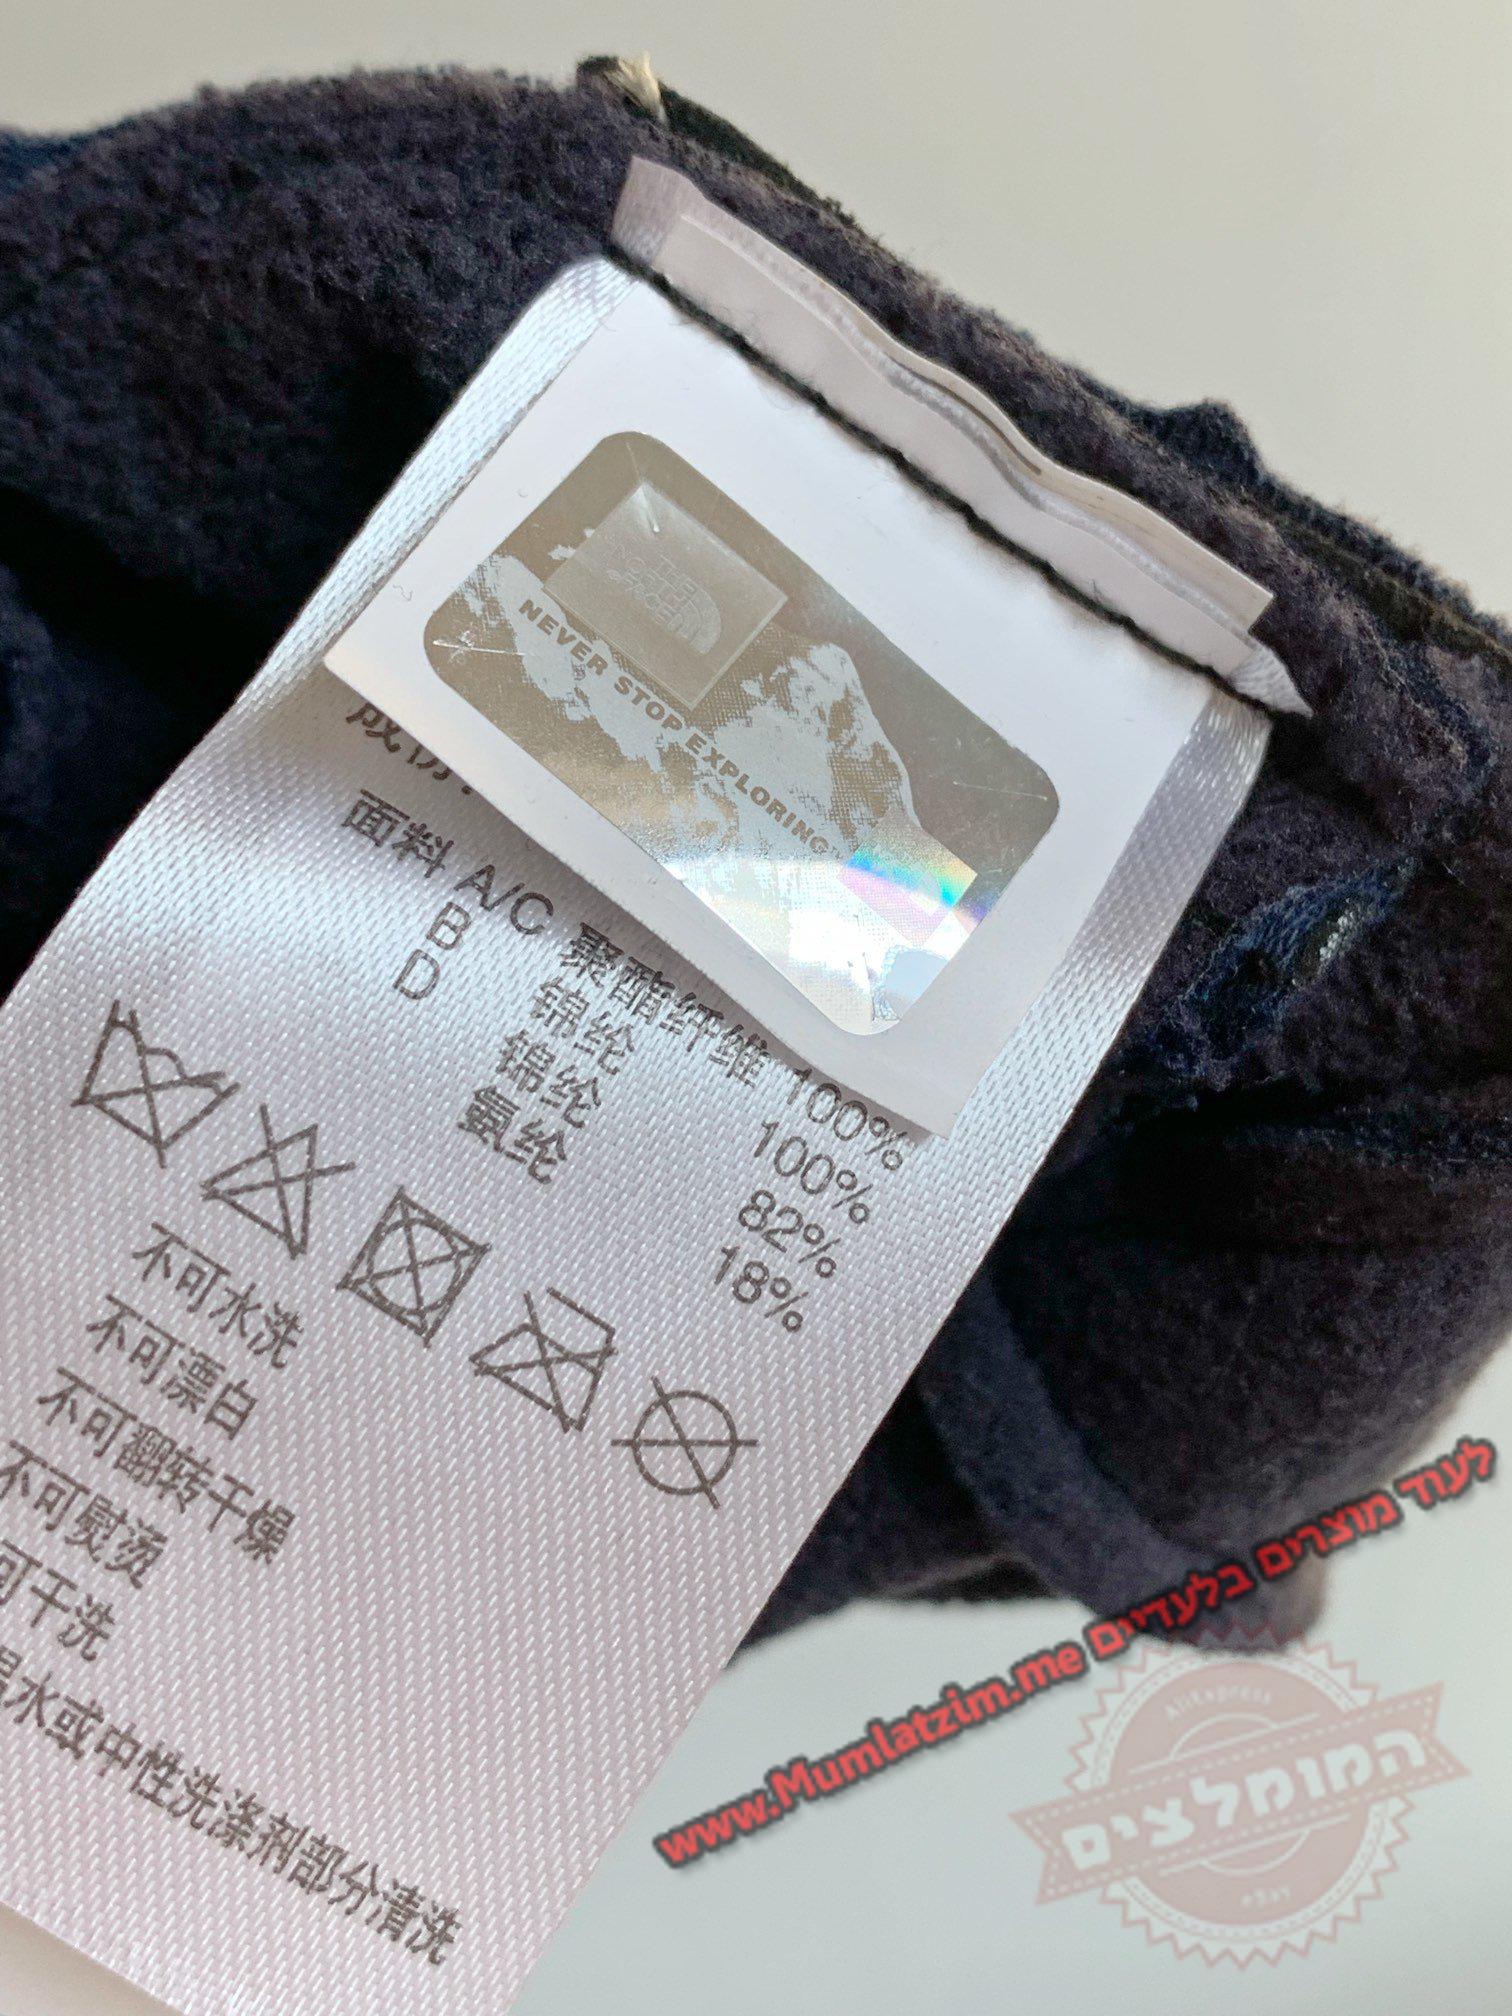 THE
NORTH
FACE
NEVER STOP EXPLORING™
面料 A/C 聚酯纤维 100%
B 锦纶 100%
D 锦纶 82%
氨纶 18%
不可水洗
不可漂白
不可翻转干燥
不可熨烫
可干洗
水或中性洗涤剂部分清洗
לעוד מוצרים בלעדיים www.Mumlatzim.me
AliExpress
המומלצים
eBay